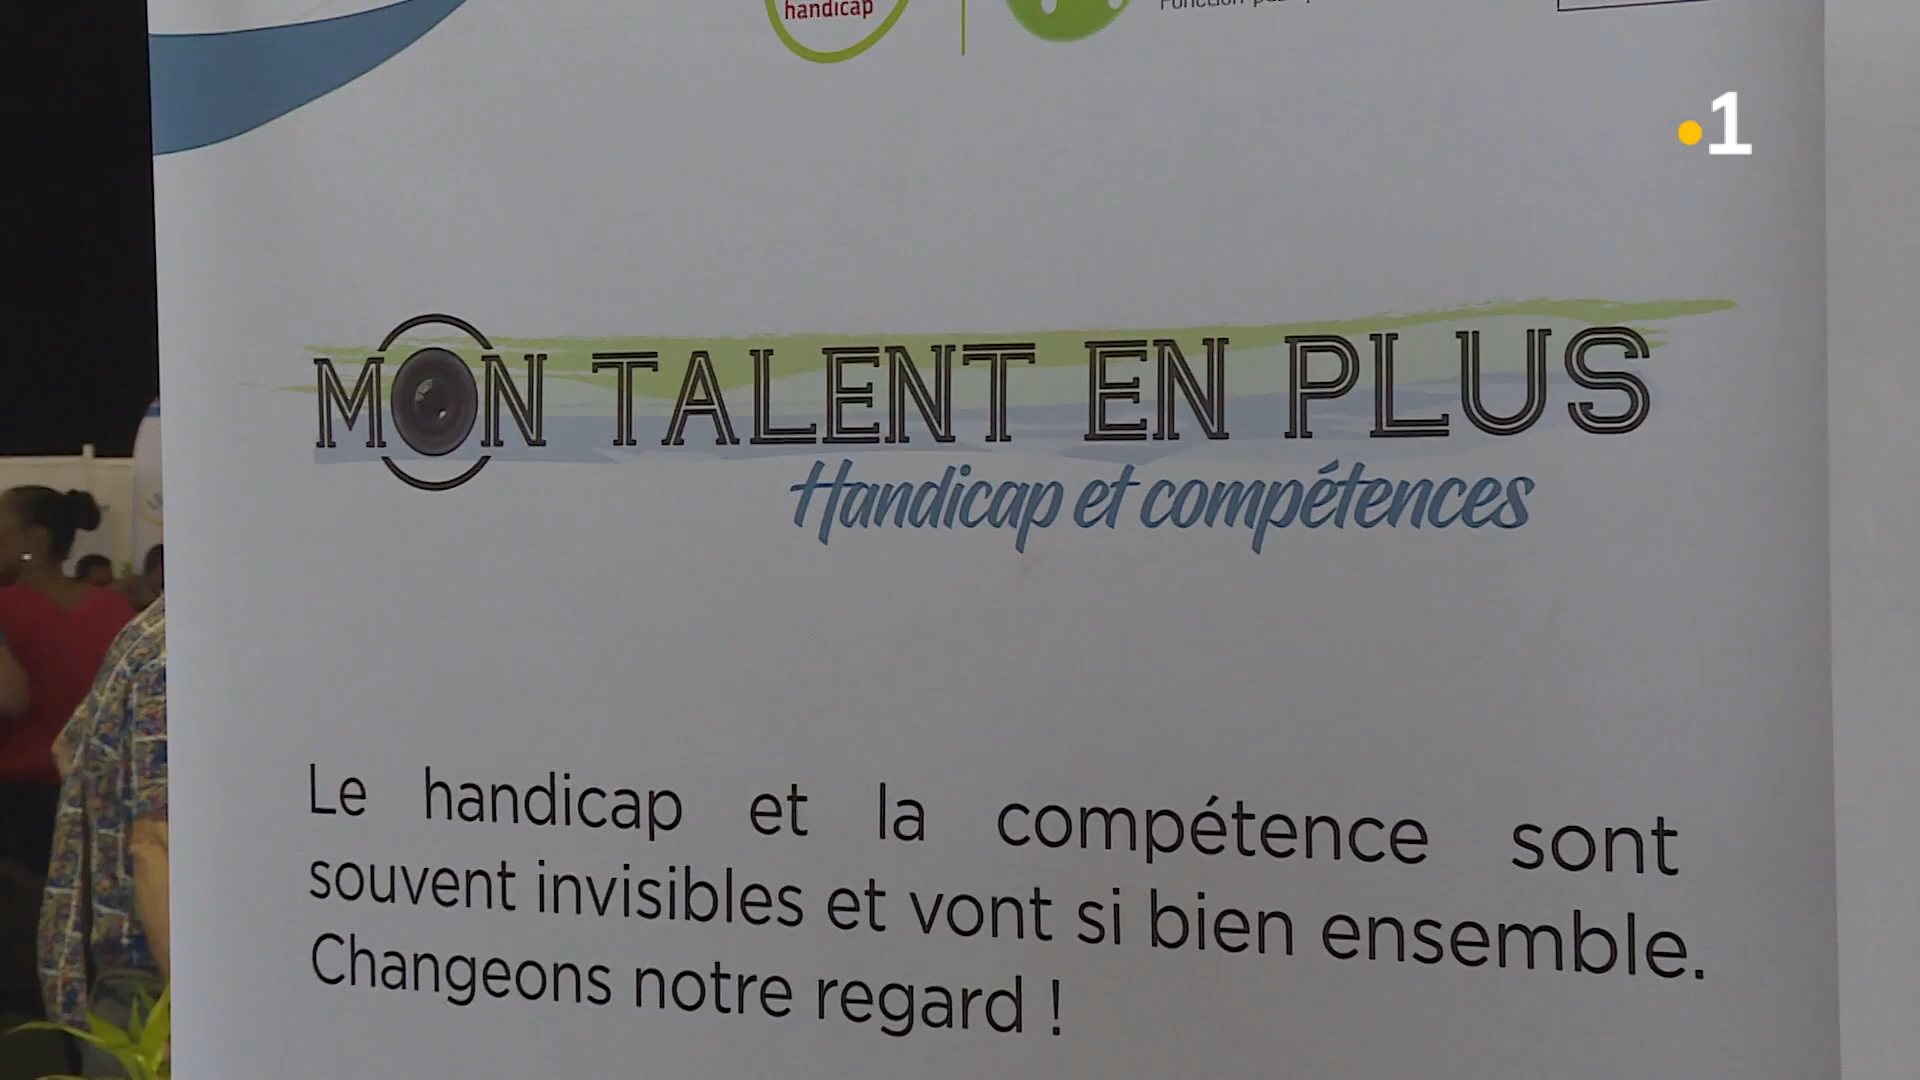 handicap
1
MON TALENT EN PLUS
Handicap et compétences
Le handicap et la compétence sont
souvent invisibles et vont si bien ensemble.
Changeons notre regard !